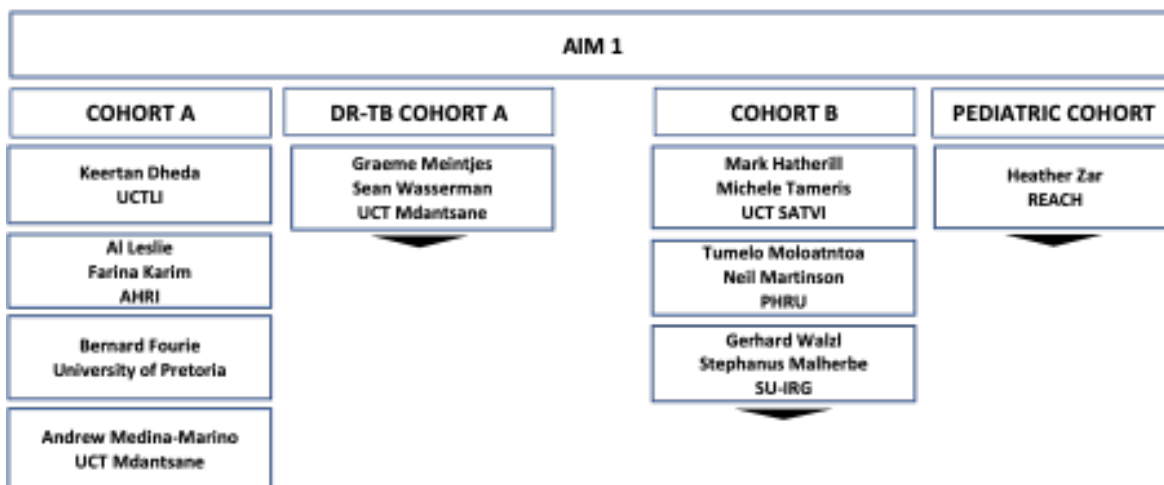 AIM 1
COHORT A
Keertan Dheda
UCTLI
Al Leslie
Farina Karim
AHRI
Bernard Fourie
University of Pretoria
Andrew Medina-Marino
UCT Mdantsane
DR-TB COHORT A
Graeme Meintjes
Sean Wasserman
UCT Mdantsane
COHORT B
Mark Hatherill
Michele Tameris
UCT SATVI
Tumelo Moloatntoa
Neil Martinson
PHRU
Gerhard Walzl
Stephanus Malherbe
SU-IRG
PEDIATRIC COHORT
Heather Zar
REACH